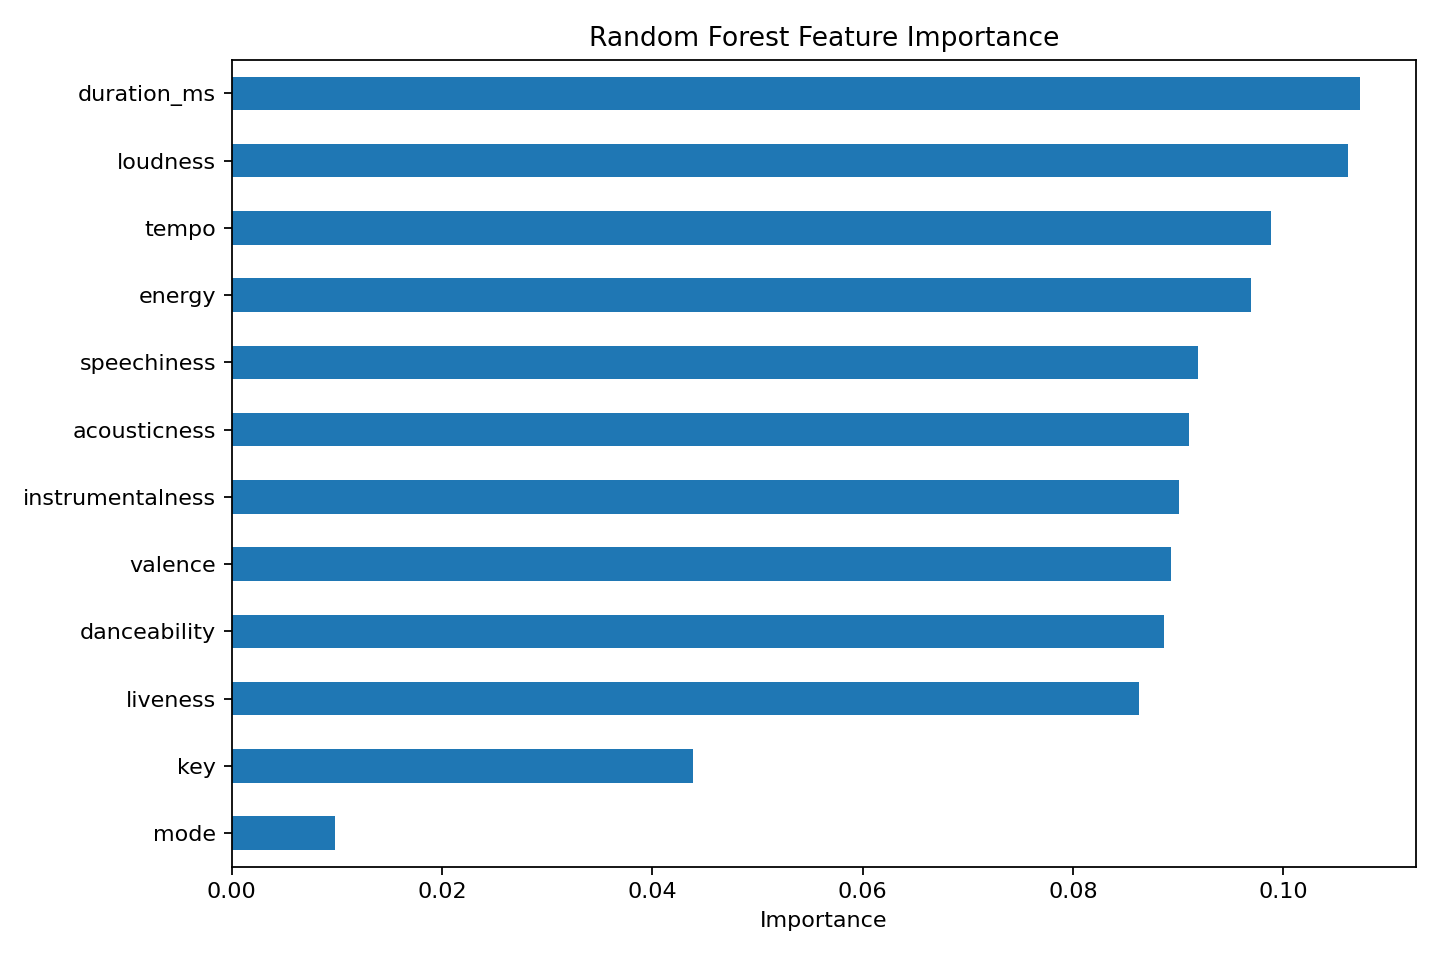 Random Forest Feature Importance
duration_ms
loudness
tempo
energy
speechiness
acousticness
instrumentalness
valence
danceability
liveness
key
mode
0.00 0.02 0.04 0.06 0.08 0.10
Importance